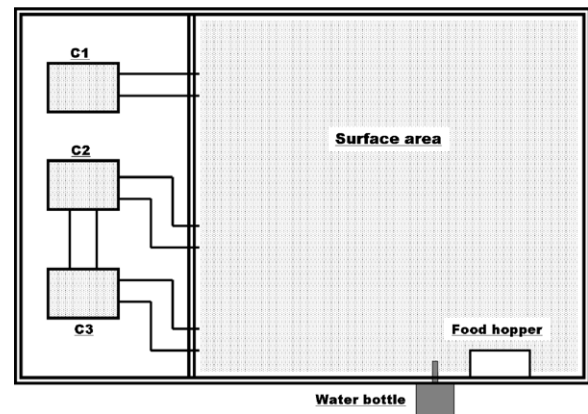 C1
C2
C3
Surface area
Food hopper
Water bottle